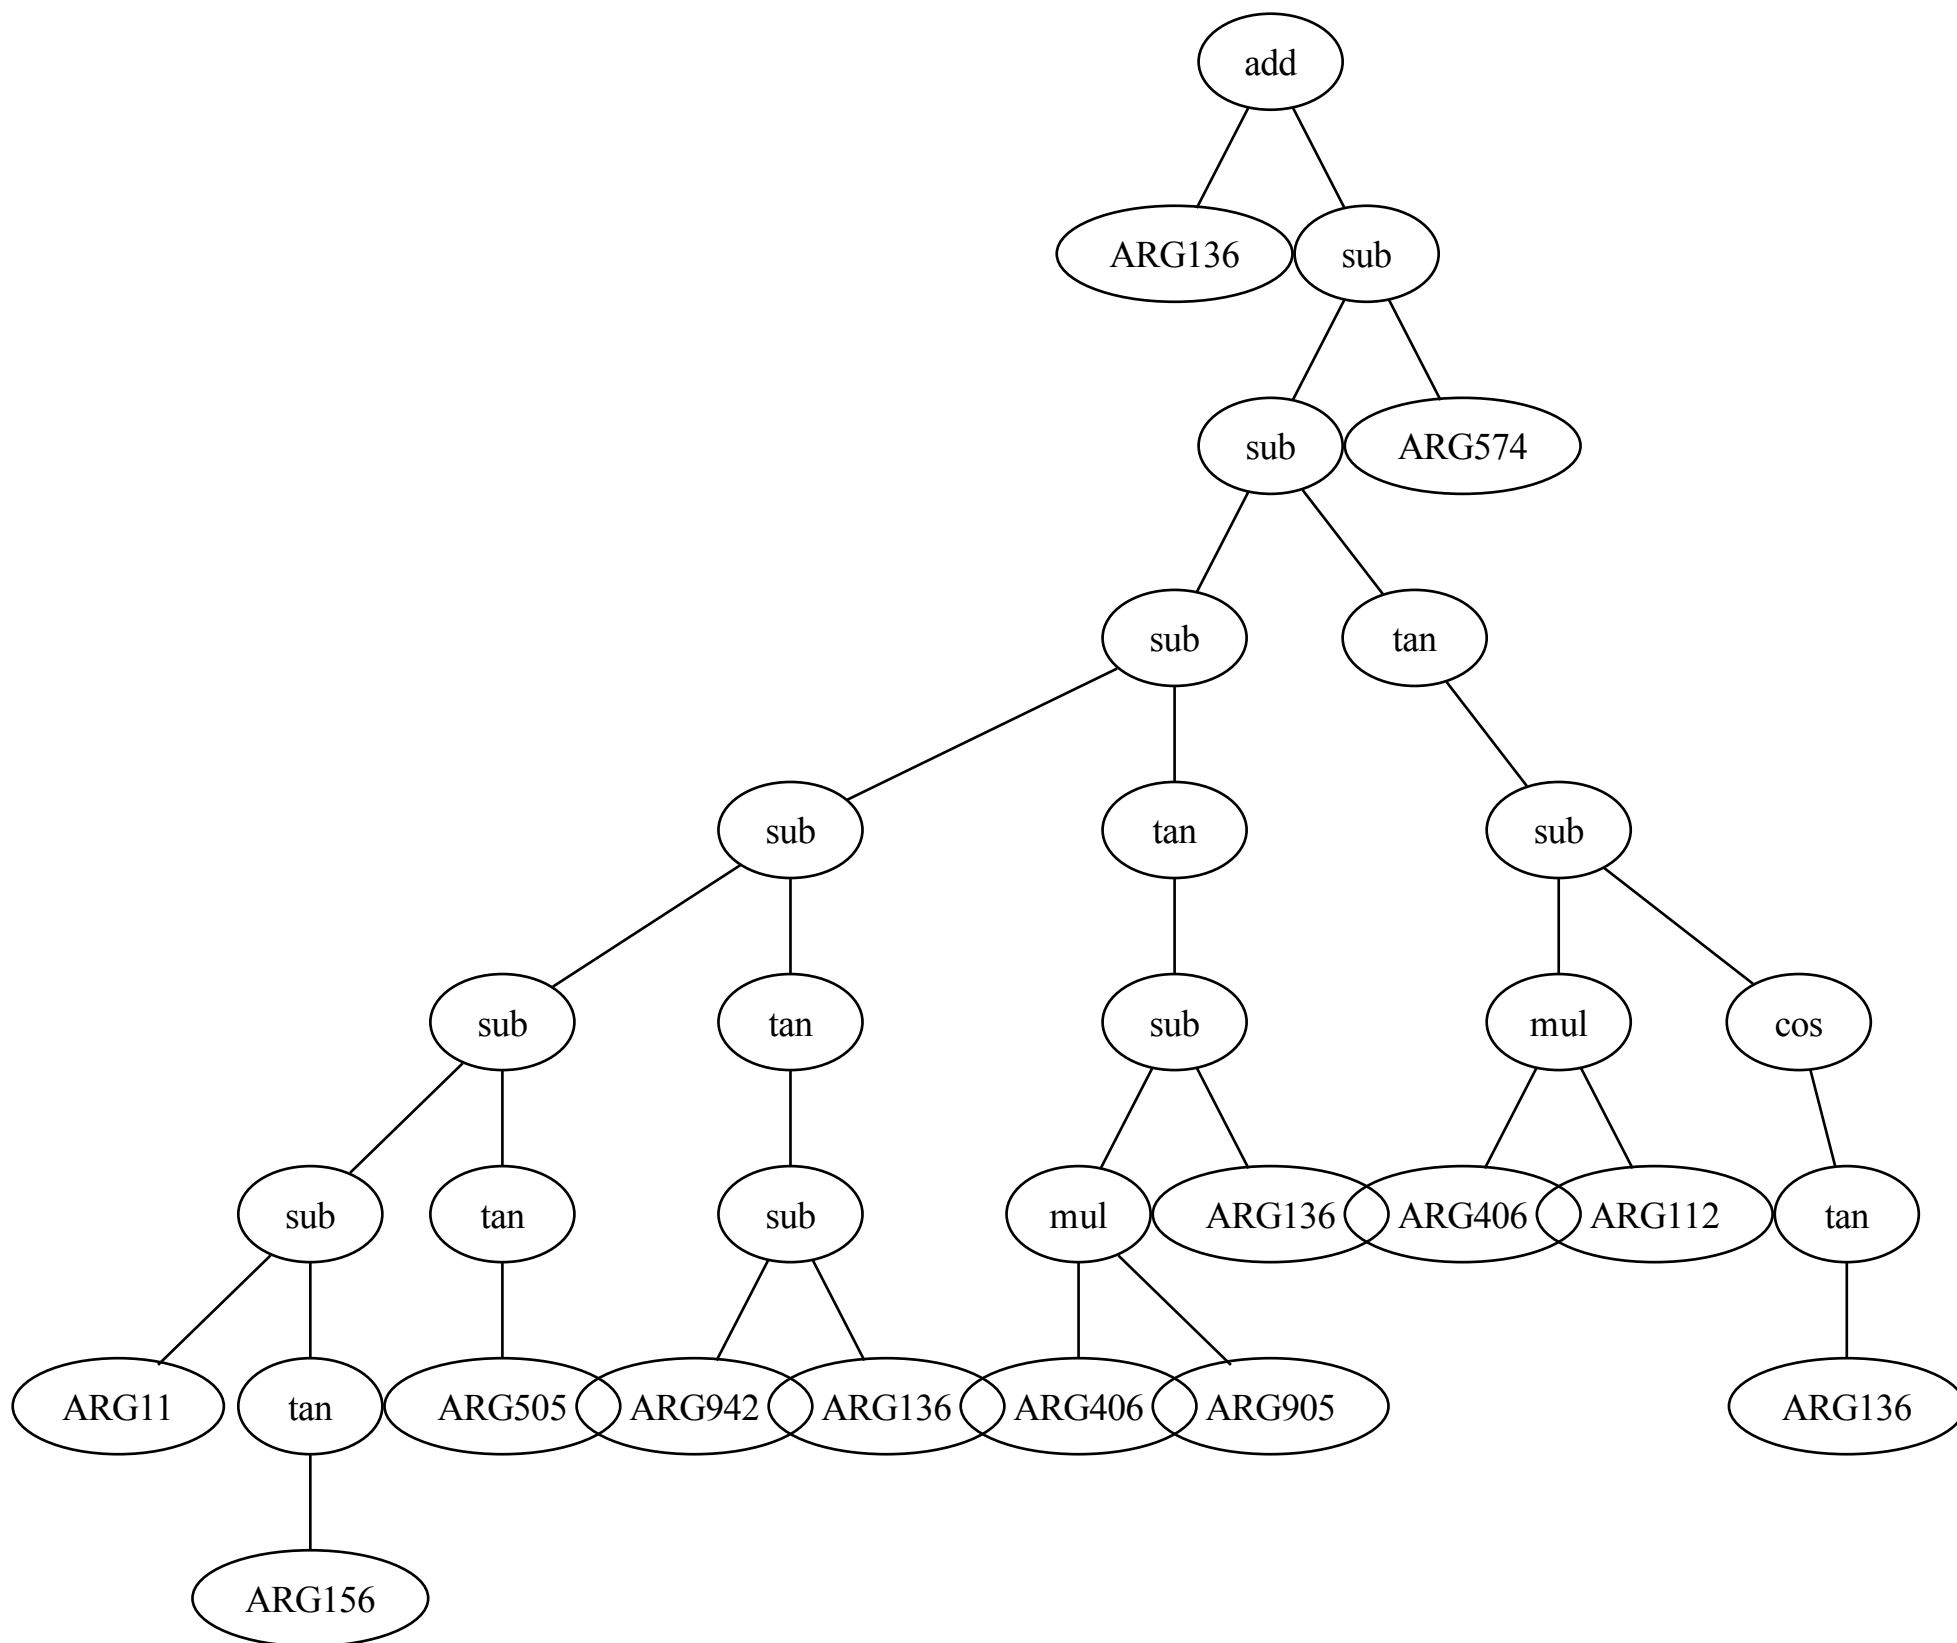 add
ARG136 sub
sub ARG574
sub tan
sub tan sub
sub tan sub mul cos
sub tan sub mul ARG136 ARG406 ARG112 tan
ARG11 tan ARG505 ARG942 ARG136 ARG406 ARG905 ARG136
ARG156